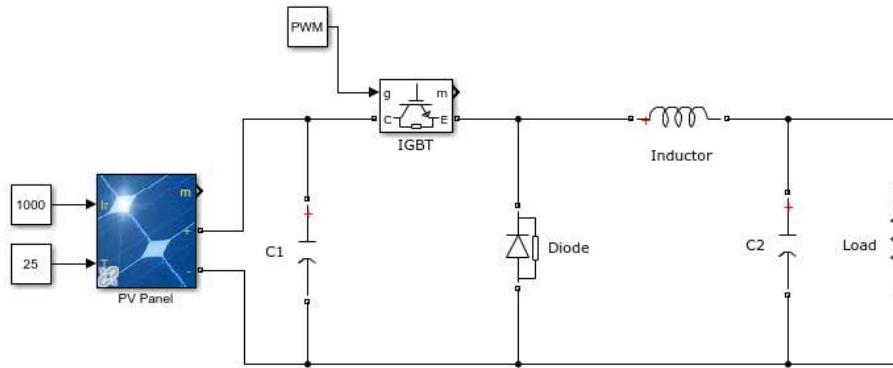 PWM
g
m
C
E
IGBT
Inductor
1000
Ir
m
+
25
T
-
PV Panel
C1
Diode
C2
Load